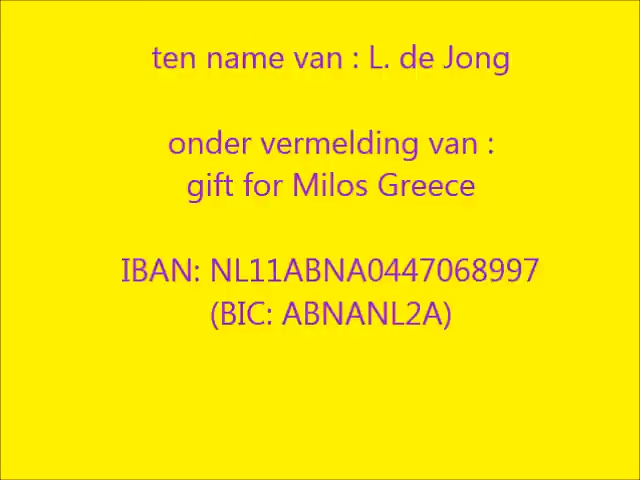 ten name van : L. de Jong
onder vermelding van :
gift for Milos Greece
IBAN: NL11ABNA0447068997
(BIC: ABNANL2A)